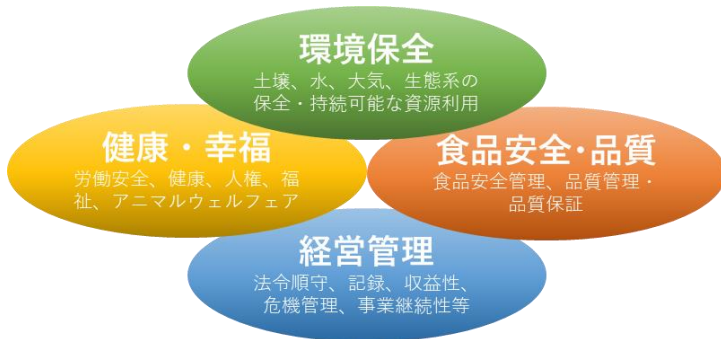 環境保全
土壌、水、大気、生態系の
保全・持続可能な資源利用
健康・幸福
労働安全、健康、人権、福
祉、アニマルウェルフェア
食品安全・品質
食品安全管理、品質管理・
品質保証
経営管理
法令順守、記録、収益性、
危機管理、事業継続性等